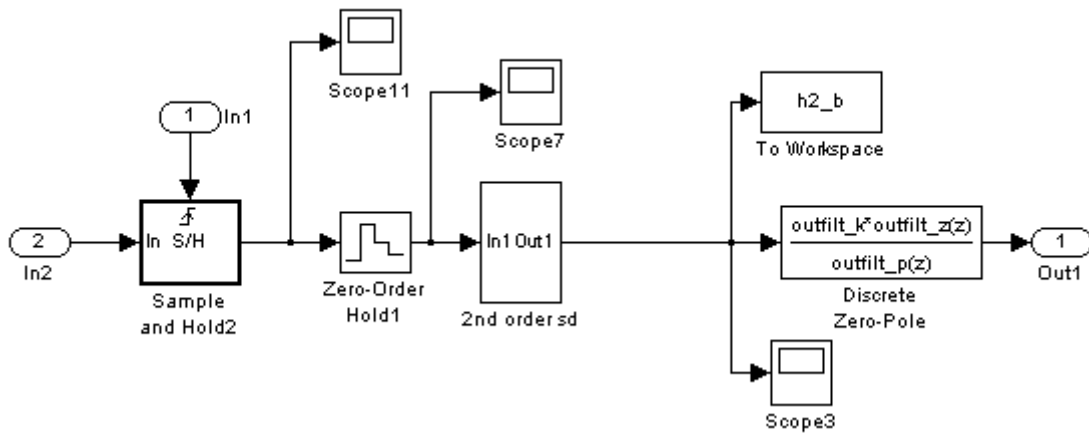 Scope11
1
In1
Scope7
h2_b
To Workspace
2
In2
In S/H
Sample
and Hold2
Zero-Order
Hold1
In1 Out1
2nd order sd
outfilt_k*outfilt_z(z)
outfilt_p(z)
Discrete
Zero-Pole
1
Out1
Scope3